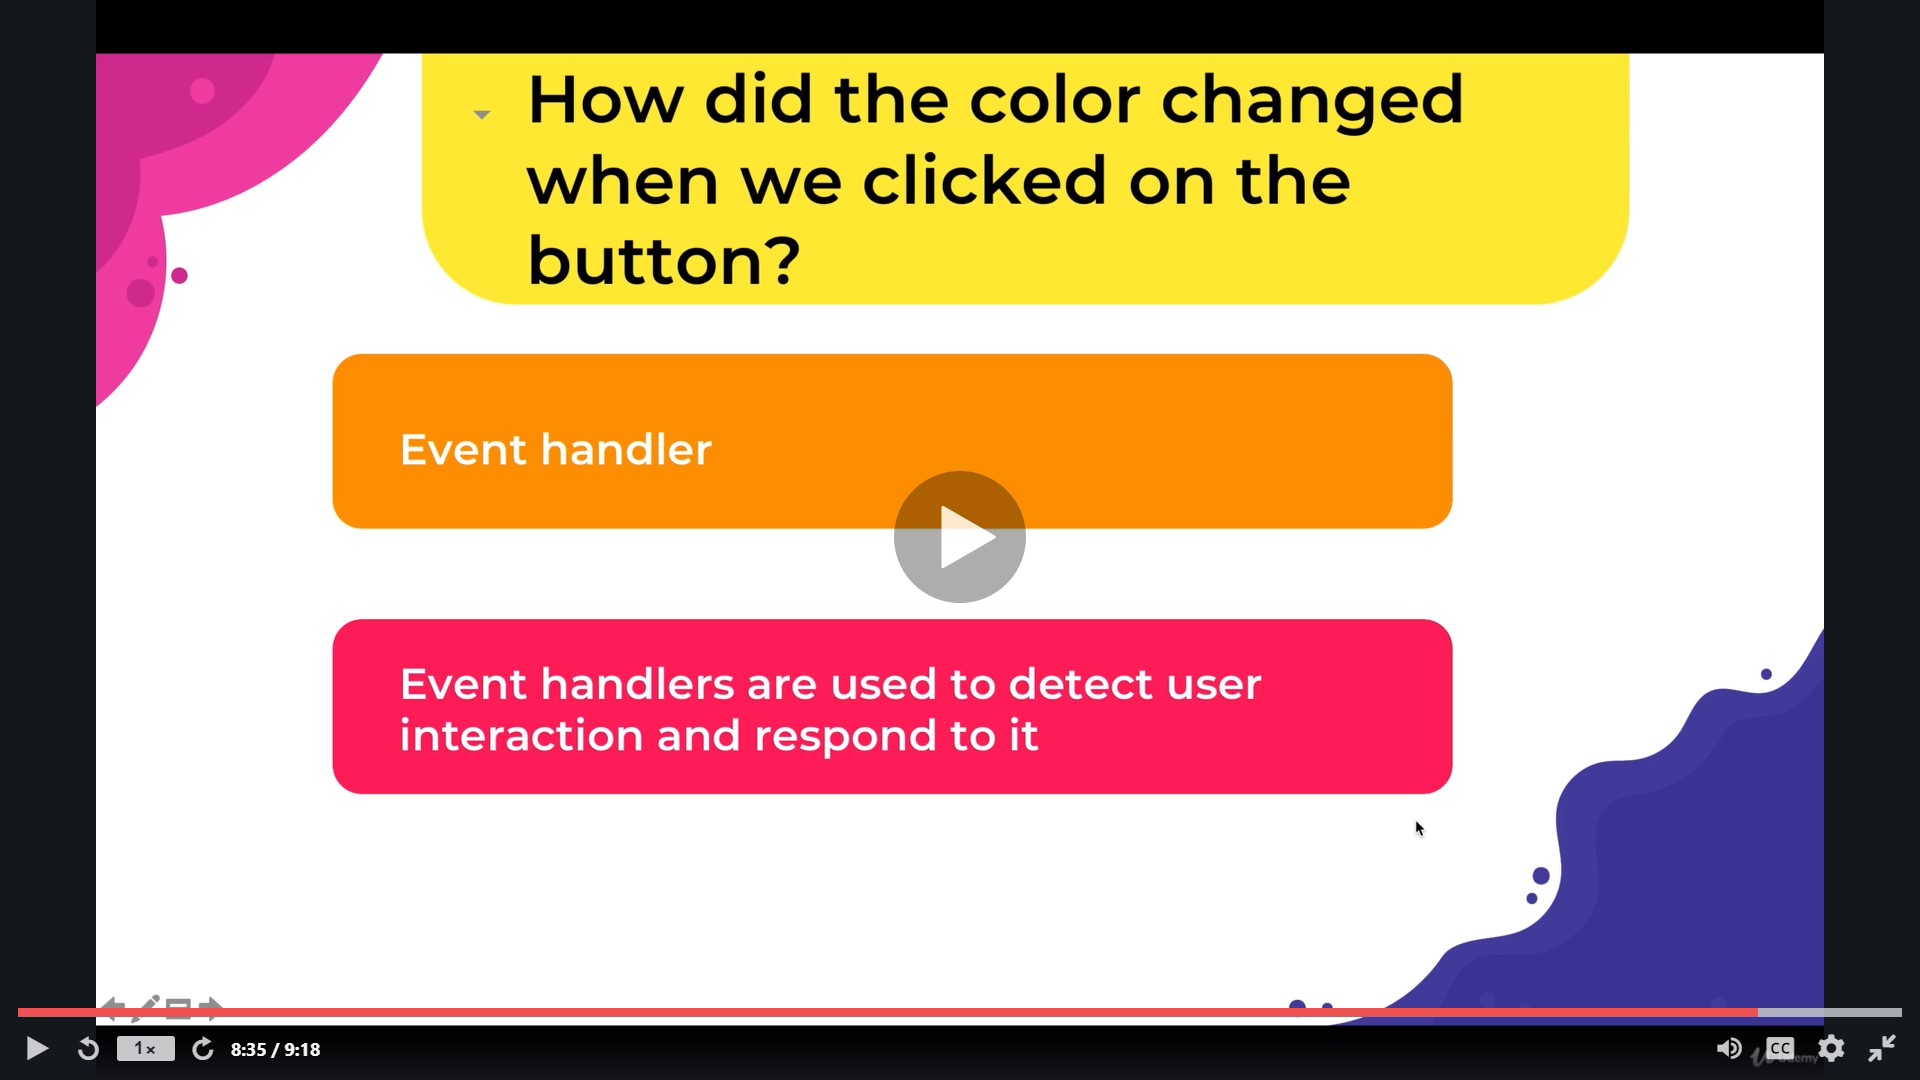 How did the color changed
when we clicked on the
button?
Event handler
Event handlers are used to detect user
interaction and respond to it
1×
8:35 / 9:18
CC